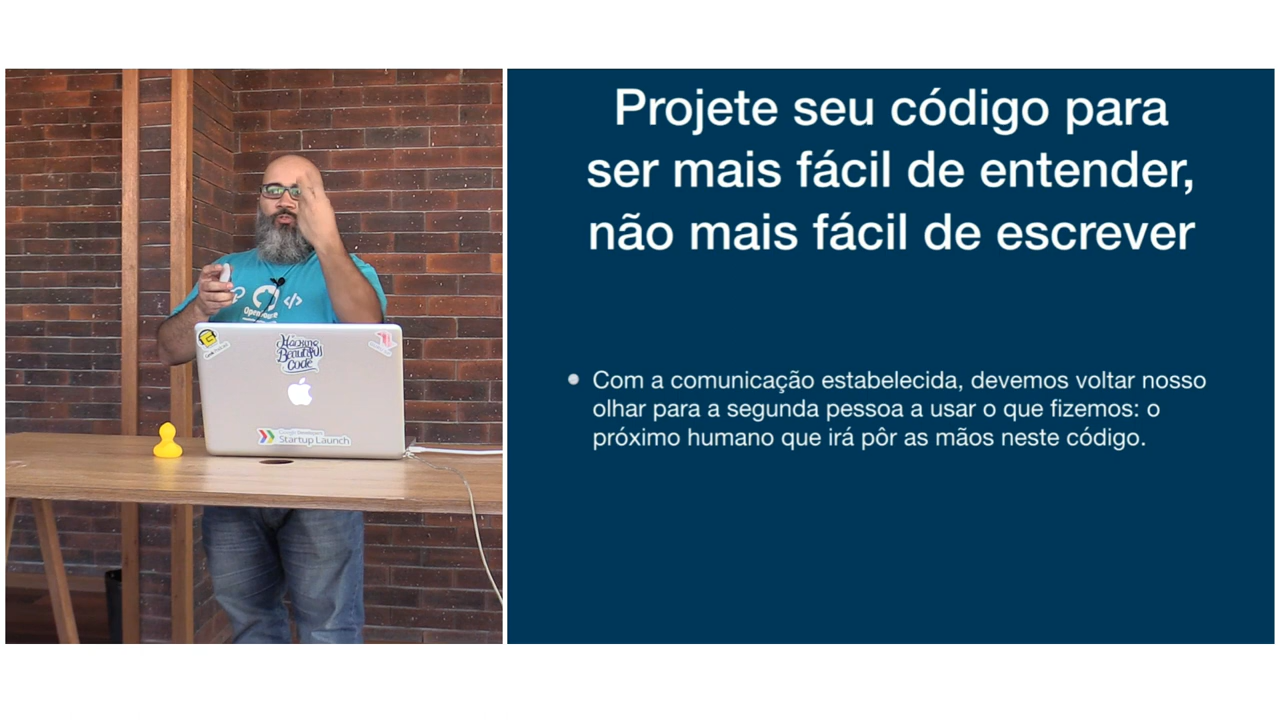 Projete seu código para
ser mais fácil de entender,
não mais fácil de escrever
Com a comunicação estabelecida, devemos voltar nosso
olhar para a segunda pessoa a usar o que fizemos: o
próximo humano que irá pôr as mãos neste código.
Hacking
Beautiful
Code
Google Developers
Startup Launch